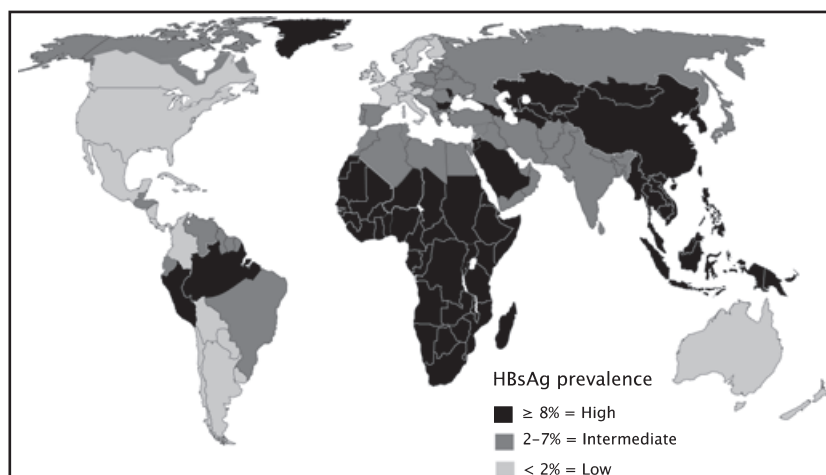 HBsAg prevalence
≥ 8% = High
2–7% = Intermediate
< 2% = Low